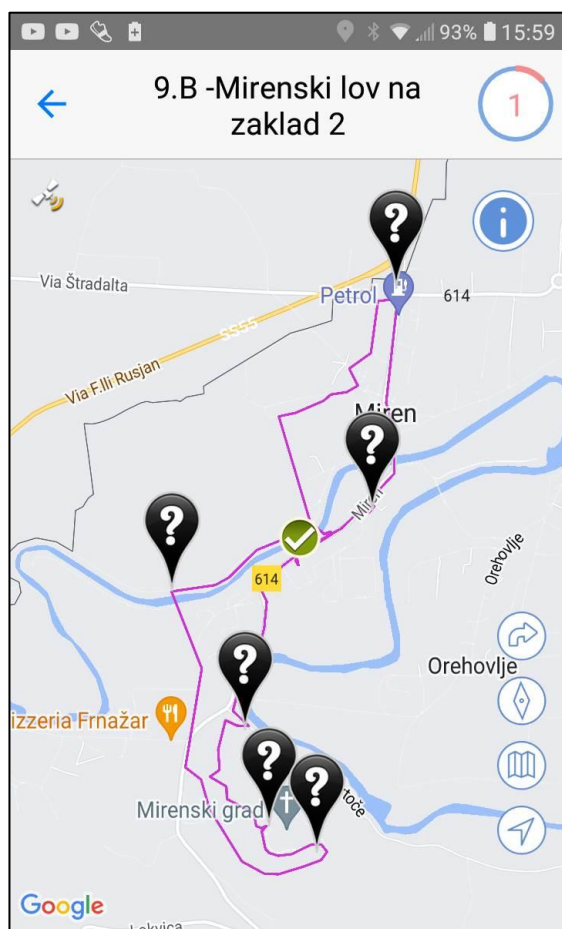 93% 15:59
9.B -Mirenski lov na
zaklad 2
1
Via Štradalta
Petrol
614
SS55
Via F.lli Rusjan
Miren
Miren
614
Orehovlje
Orehovlje
izzeria Frnažar
Mirenski grad
toče
Google